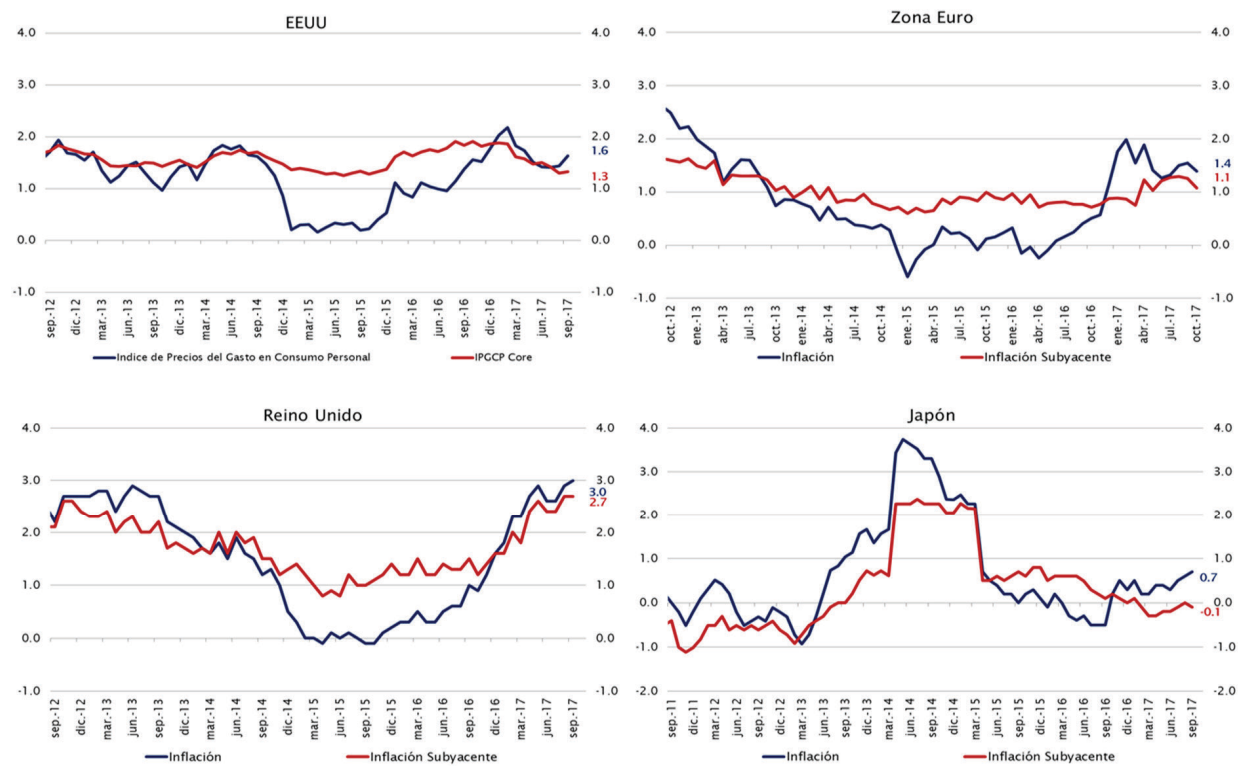 EEUU
4.0 4.0
3.0 3.0
2.0 2.0
1.6
1.3
1.0 1.0
0.0 0.0
-1.0 -1.0
sep.-12 dic.-12 mar.-13 jun.-13 sep.-13 dic.-13 mar.-14 jun.-14 sep.-14 dic.-14 mar.-15 jun.-15 sep.-15 dic.-15 mar.-16 jun.-16 sep.-16 dic.-16 mar.-17 jun.-17 sep.-17
Indice de Precios del Gasto en Consumo Personal IPGCP Core
Zona Euro
4.0 4.0
3.0 3.0
2.0 2.0
1.4
1.1
1.0 1.0
0.0 0.0
-1.0 -1.0
oct.-12 ene.-13 abr.-13 jul.-13 oct.-13 ene.-14 abr.-14 jul.-14 oct.-14 ene.-15 abr.-15 jul.-15 oct.-15 ene.-16 abr.-16 jul.-16 oct.-16 ene.-17 abr.-17 jul.-17 oct.-17
Inflación Inflación Subyacente
Reino Unido
4.0 4.0
3.0 3.0
3.0
2.7
2.0 2.0
1.0 1.0
0.0 0.0
-1.0 -1.0
sep.-12 dic.-12 mar.-13 jun.-13 sep.-13 dic.-13 mar.-14 jun.-14 sep.-14 dic.-14 mar.-15 jun.-15 sep.-15 dic.-15 mar.-16 jun.-16 sep.-16 dic.-16 mar.-17 jun.-17 sep.-17
Inflación Inflación Subyacente
Japón
4.0 4.0
3.0 3.0
2.0 2.0
1.0 1.0
0.7
0.0 0.0
-0.1
-1.0 -1.0
-2.0 -2.0
sep.-11 dic.-11 mar.-12 jun.-12 sep.-12 dic.-12 mar.-13 jun.-13 sep.-13 dic.-13 mar.-14 jun.-14 sep.-14 dic.-14 mar.-15 jun.-15 sep.-15 dic.-15 mar.-16 jun.-16 sep.-16 dic.-16 mar.-17 jun.-17 sep.-17
Inflación Inflación Subyacente